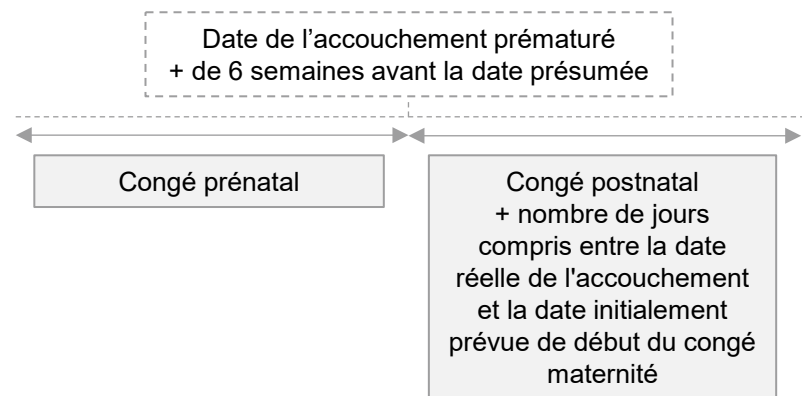 Date de l’accouchement prématuré
+ de 6 semaines avant la date présumée
Congé prénatal
Congé postnatal
+ nombre de jours
compris entre la date
réelle de l'accouchement
et la date initialement
prévue de début du congé
maternité